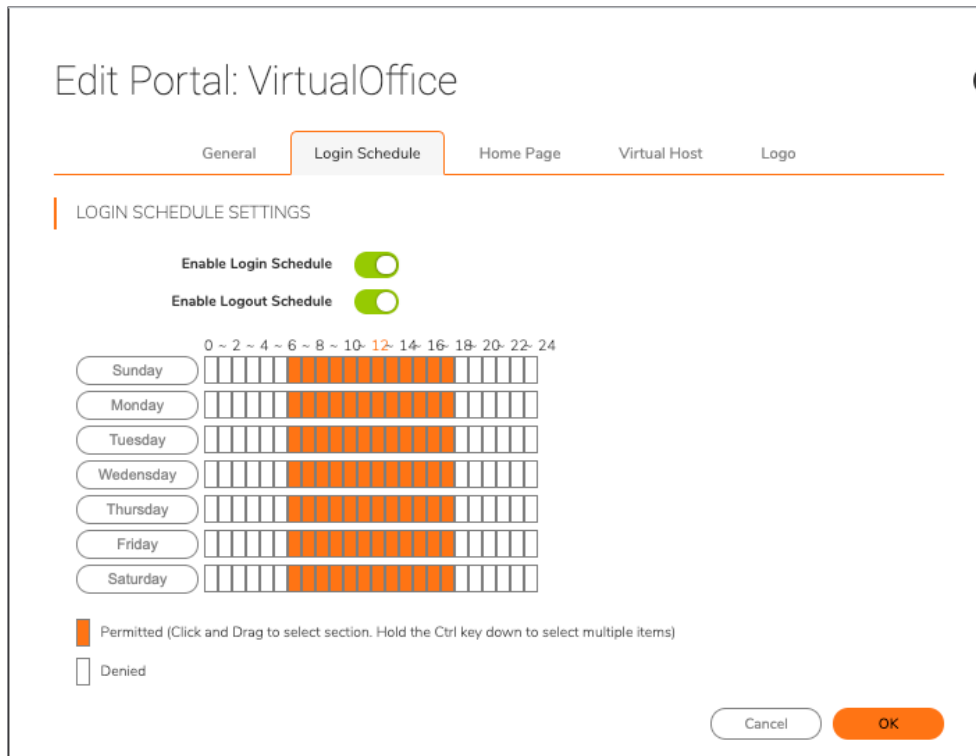 Edit Portal: VirtualOffice
General Login Schedule Home Page Virtual Host Logo
LOGIN SCHEDULE SETTINGS
Enable Login Schedule
Enable Logout Schedule
0 ~ 2 ~ 4 ~ 6 ~ 8 ~ 10~ 12~ 14~ 16~ 18~ 20~ 22~ 24
Sunday
Monday
Tuesday
Wedensday
Thursday
Friday
Saturday
Permitted (Click and Drag to select section. Hold the Ctrl key down to select multiple items)
Denied
Cancel OK